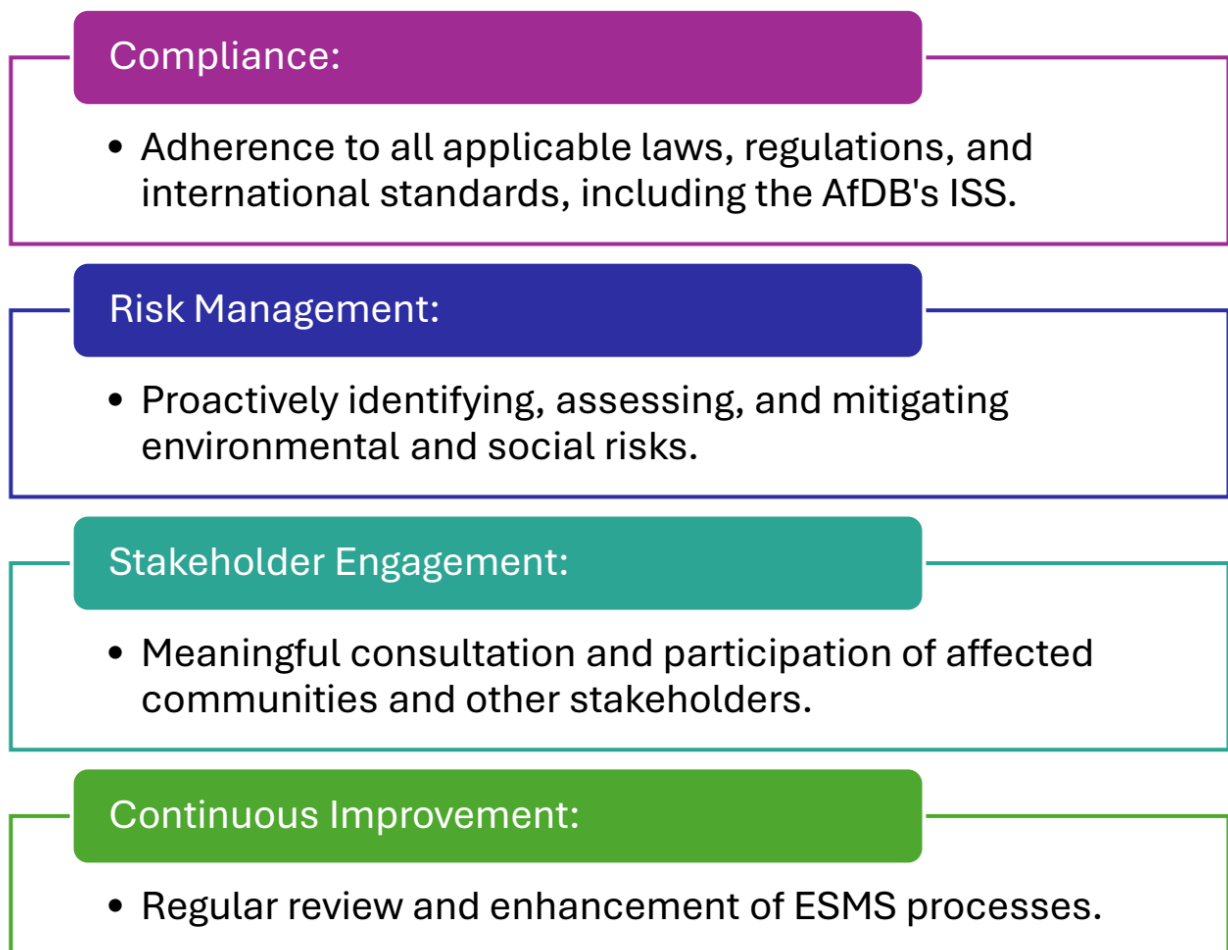 Compliance:
• Adherence to all applicable laws, regulations, and
international standards, including the AfDB's ISS.
Risk Management:
• Proactively identifying, assessing, and mitigating
environmental and social risks.
Stakeholder Engagement:
• Meaningful consultation and participation of affected
communities and other stakeholders.
Continuous Improvement:
• Regular review and enhancement of ESMS processes.